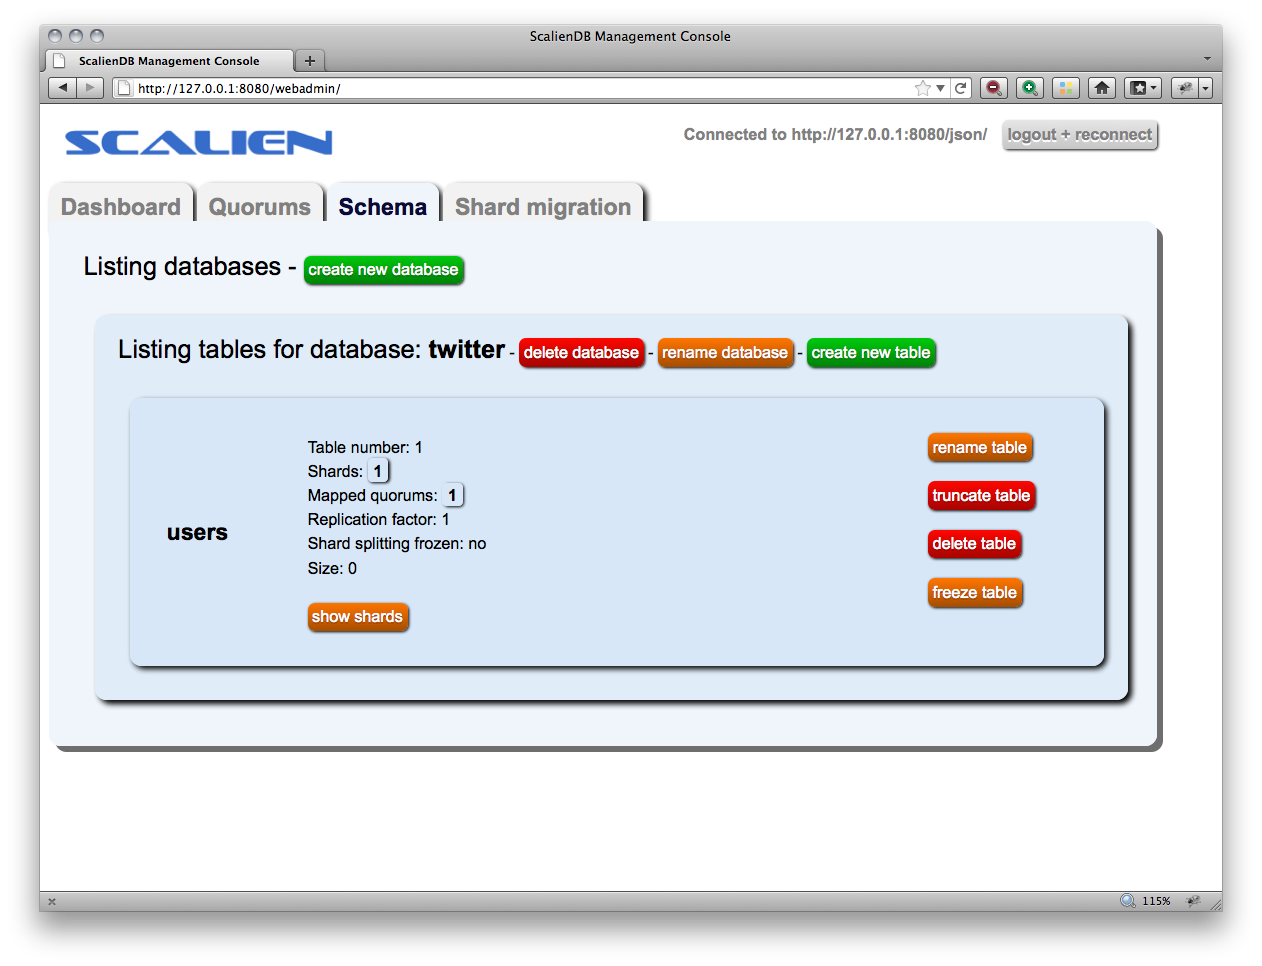 ScalienDB Management Console
ScalienDB Management Console
http://127.0.0.1:8080/webadmin/
SCALIEN
Connected to http://127.0.0.1:8080/json/ logout + reconnect
Dashboard Quorums Schema Shard migration
Listing databases - create new database
Listing tables for database: twitter - delete database - rename database - create new table
users
Table number: 1
Shards: 1
Mapped quorums: 1
Replication factor: 1
Shard splitting frozen: no
Size: 0
show shards
rename table
truncate table
delete table
freeze table
115%